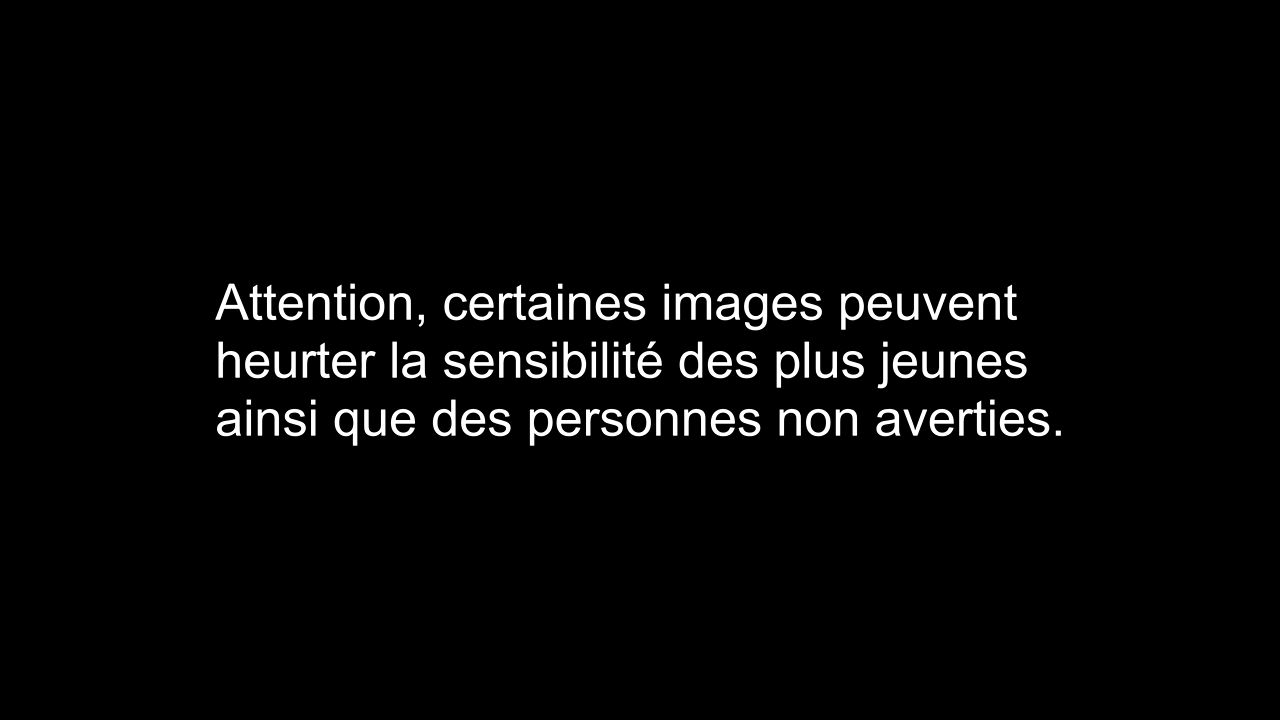 Attention, certaines images peuvent
heurter la sensibilité des plus jeunes
ainsi que des personnes non averties.